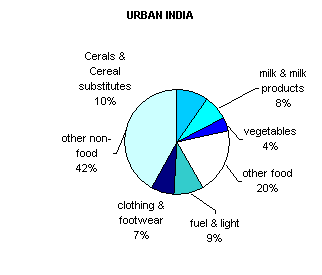 URBAN INDIA
Cerals &
Cereal
substitutes
10%
milk & milk
products
8%
vegetables
4%
other food
20%
fuel & light
9%
clothing &
footwear
7%
other non-
food
42%